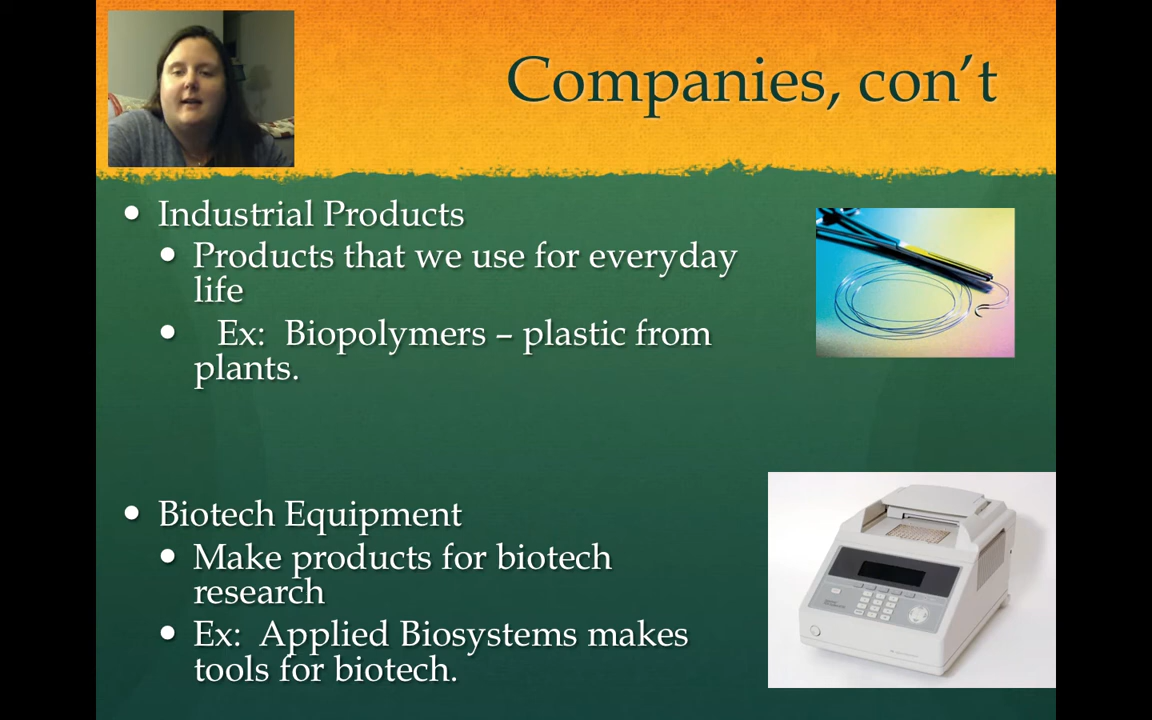 Companies, con’t
• Industrial Products
• Products that we use for everyday
life
• Ex: Biopolymers – plastic from
plants.
• Biotech Equipment
• Make products for biotech
research
• Ex: Applied Biosystems makes
tools for biotech.